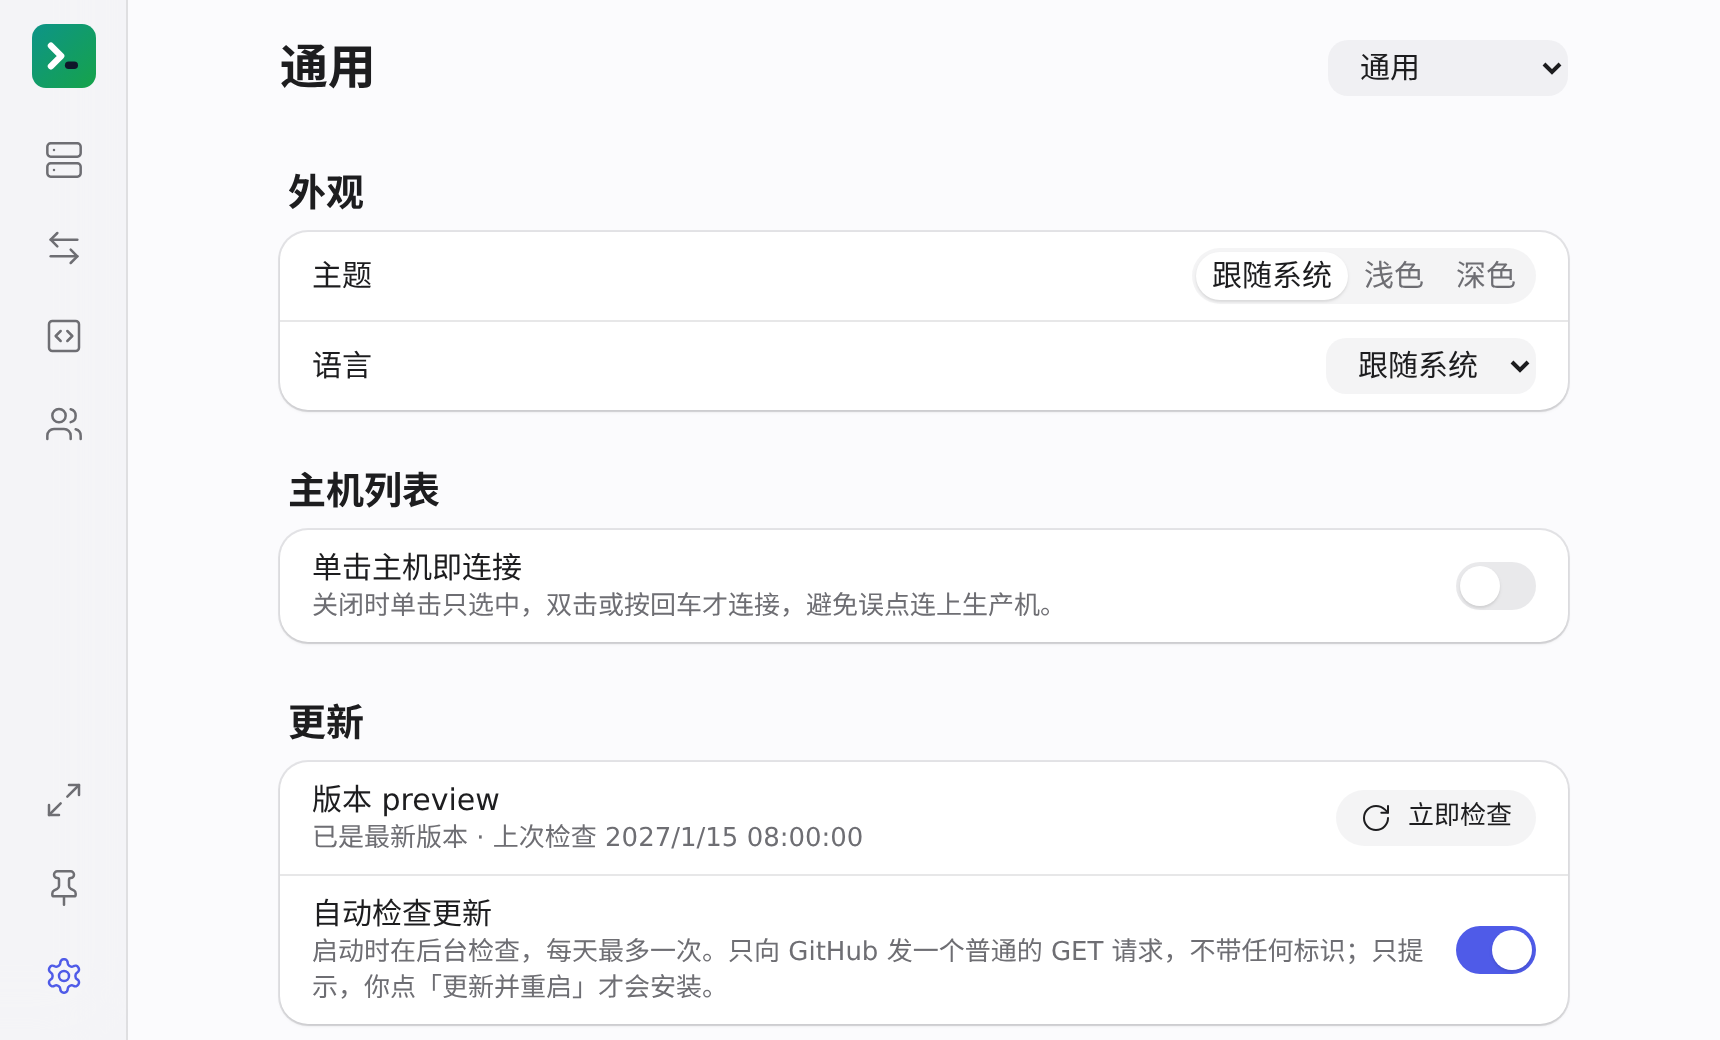 通用
通用
外观
主题
跟随系统 浅色 深色
语言
跟随系统
主机列表
单击主机即连接
关闭时单击只选中，双击或按回车才连接，避免误点连上生产机。
更新
版本 preview
已是最新版本 · 上次检查 2027/1/15 08:00:00
立即检查
自动检查更新
启动时在后台检查，每天最多一次。只向 GitHub 发一个普通的 GET 请求，不带任何标识；只提
示，你点「更新并重启」才会安装。